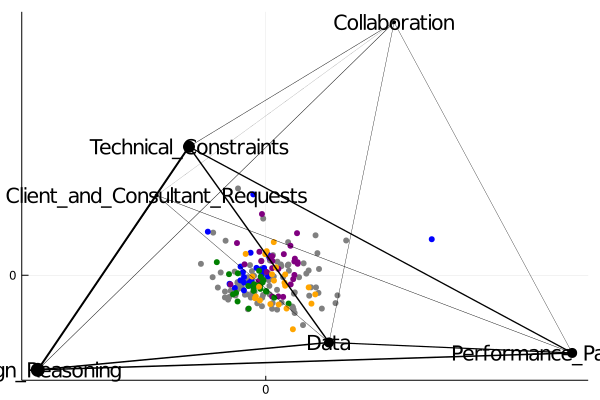 Collaboration
Technical_Constraints
Client_and_Consultant_Requests
0
Data
Performance_Pa
gn_Reasoning
0